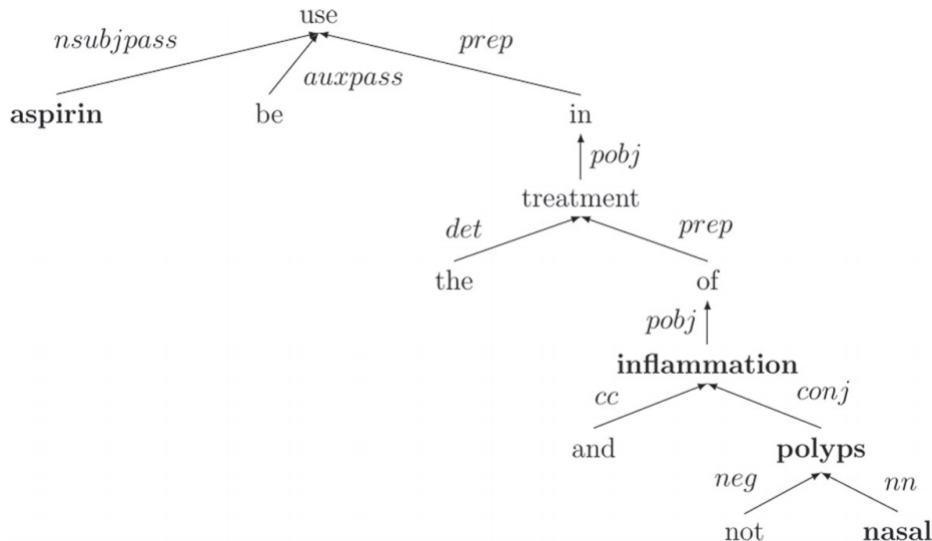 use
nsubjpass prep
auxpass
aspirin be in
pobj
treatment
det prep
the of
pobj
inflammation
cc conj
and polyps
neg nn
not nasal